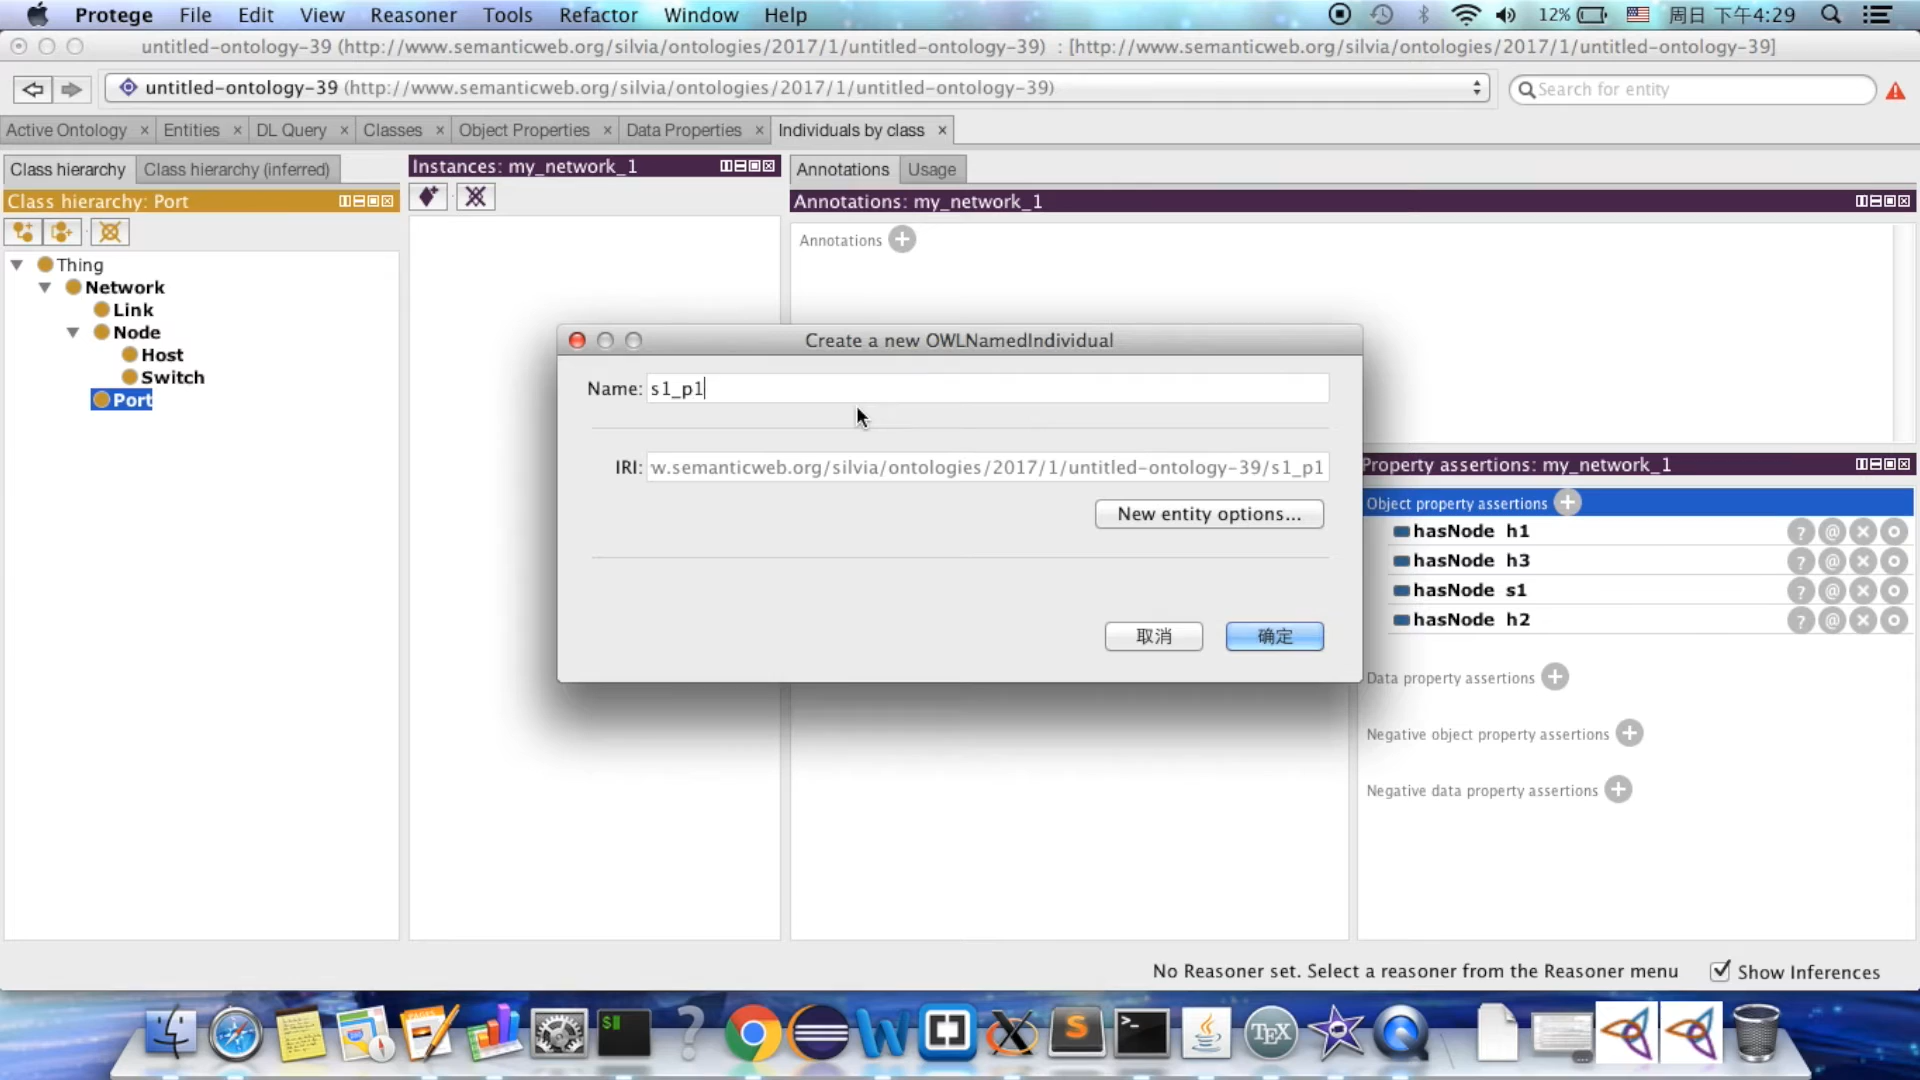 Protege File Edit View Reasoner Tools Refactor Window Help 12% 周日 下午4:29
untitled-ontology-39 (http://www.semanticweb.org/silvia/ontologies/2017/1/untitled-ontology-39) : [http://www.semanticweb.org/silvia/ontologies/2017/1/untitled-ontology-39]
untitled-ontology-39 (http://www.semanticweb.org/silvia/ontologies/2017/1/untitled-ontology-39) Search for entity
Active Ontology × Entities × DL Query × Classes × Object Properties × Data Properties × Individuals by class ×
Class hierarchy Class hierarchy (inferred)
Class hierarchy: Port
Thing
Network
Link
Node
Host
Switch
Port
Instances: my_network_1
Annotations Usage
Annotations: my_network_1
Annotations
Create a new OWLNamedIndividual
Name: s1_p1
IRI: w.semanticweb.org/silvia/ontologies/2017/1/untitled-ontology-39/s1_p1
New entity options...
取消 确定
Property assertions: my_network_1
Object property assertions
hasNode h1
hasNode h3
hasNode s1
hasNode h2
Data property assertions
Negative object property assertions
Negative data property assertions
No Reasoner set. Select a reasoner from the Reasoner menu Show Inferences